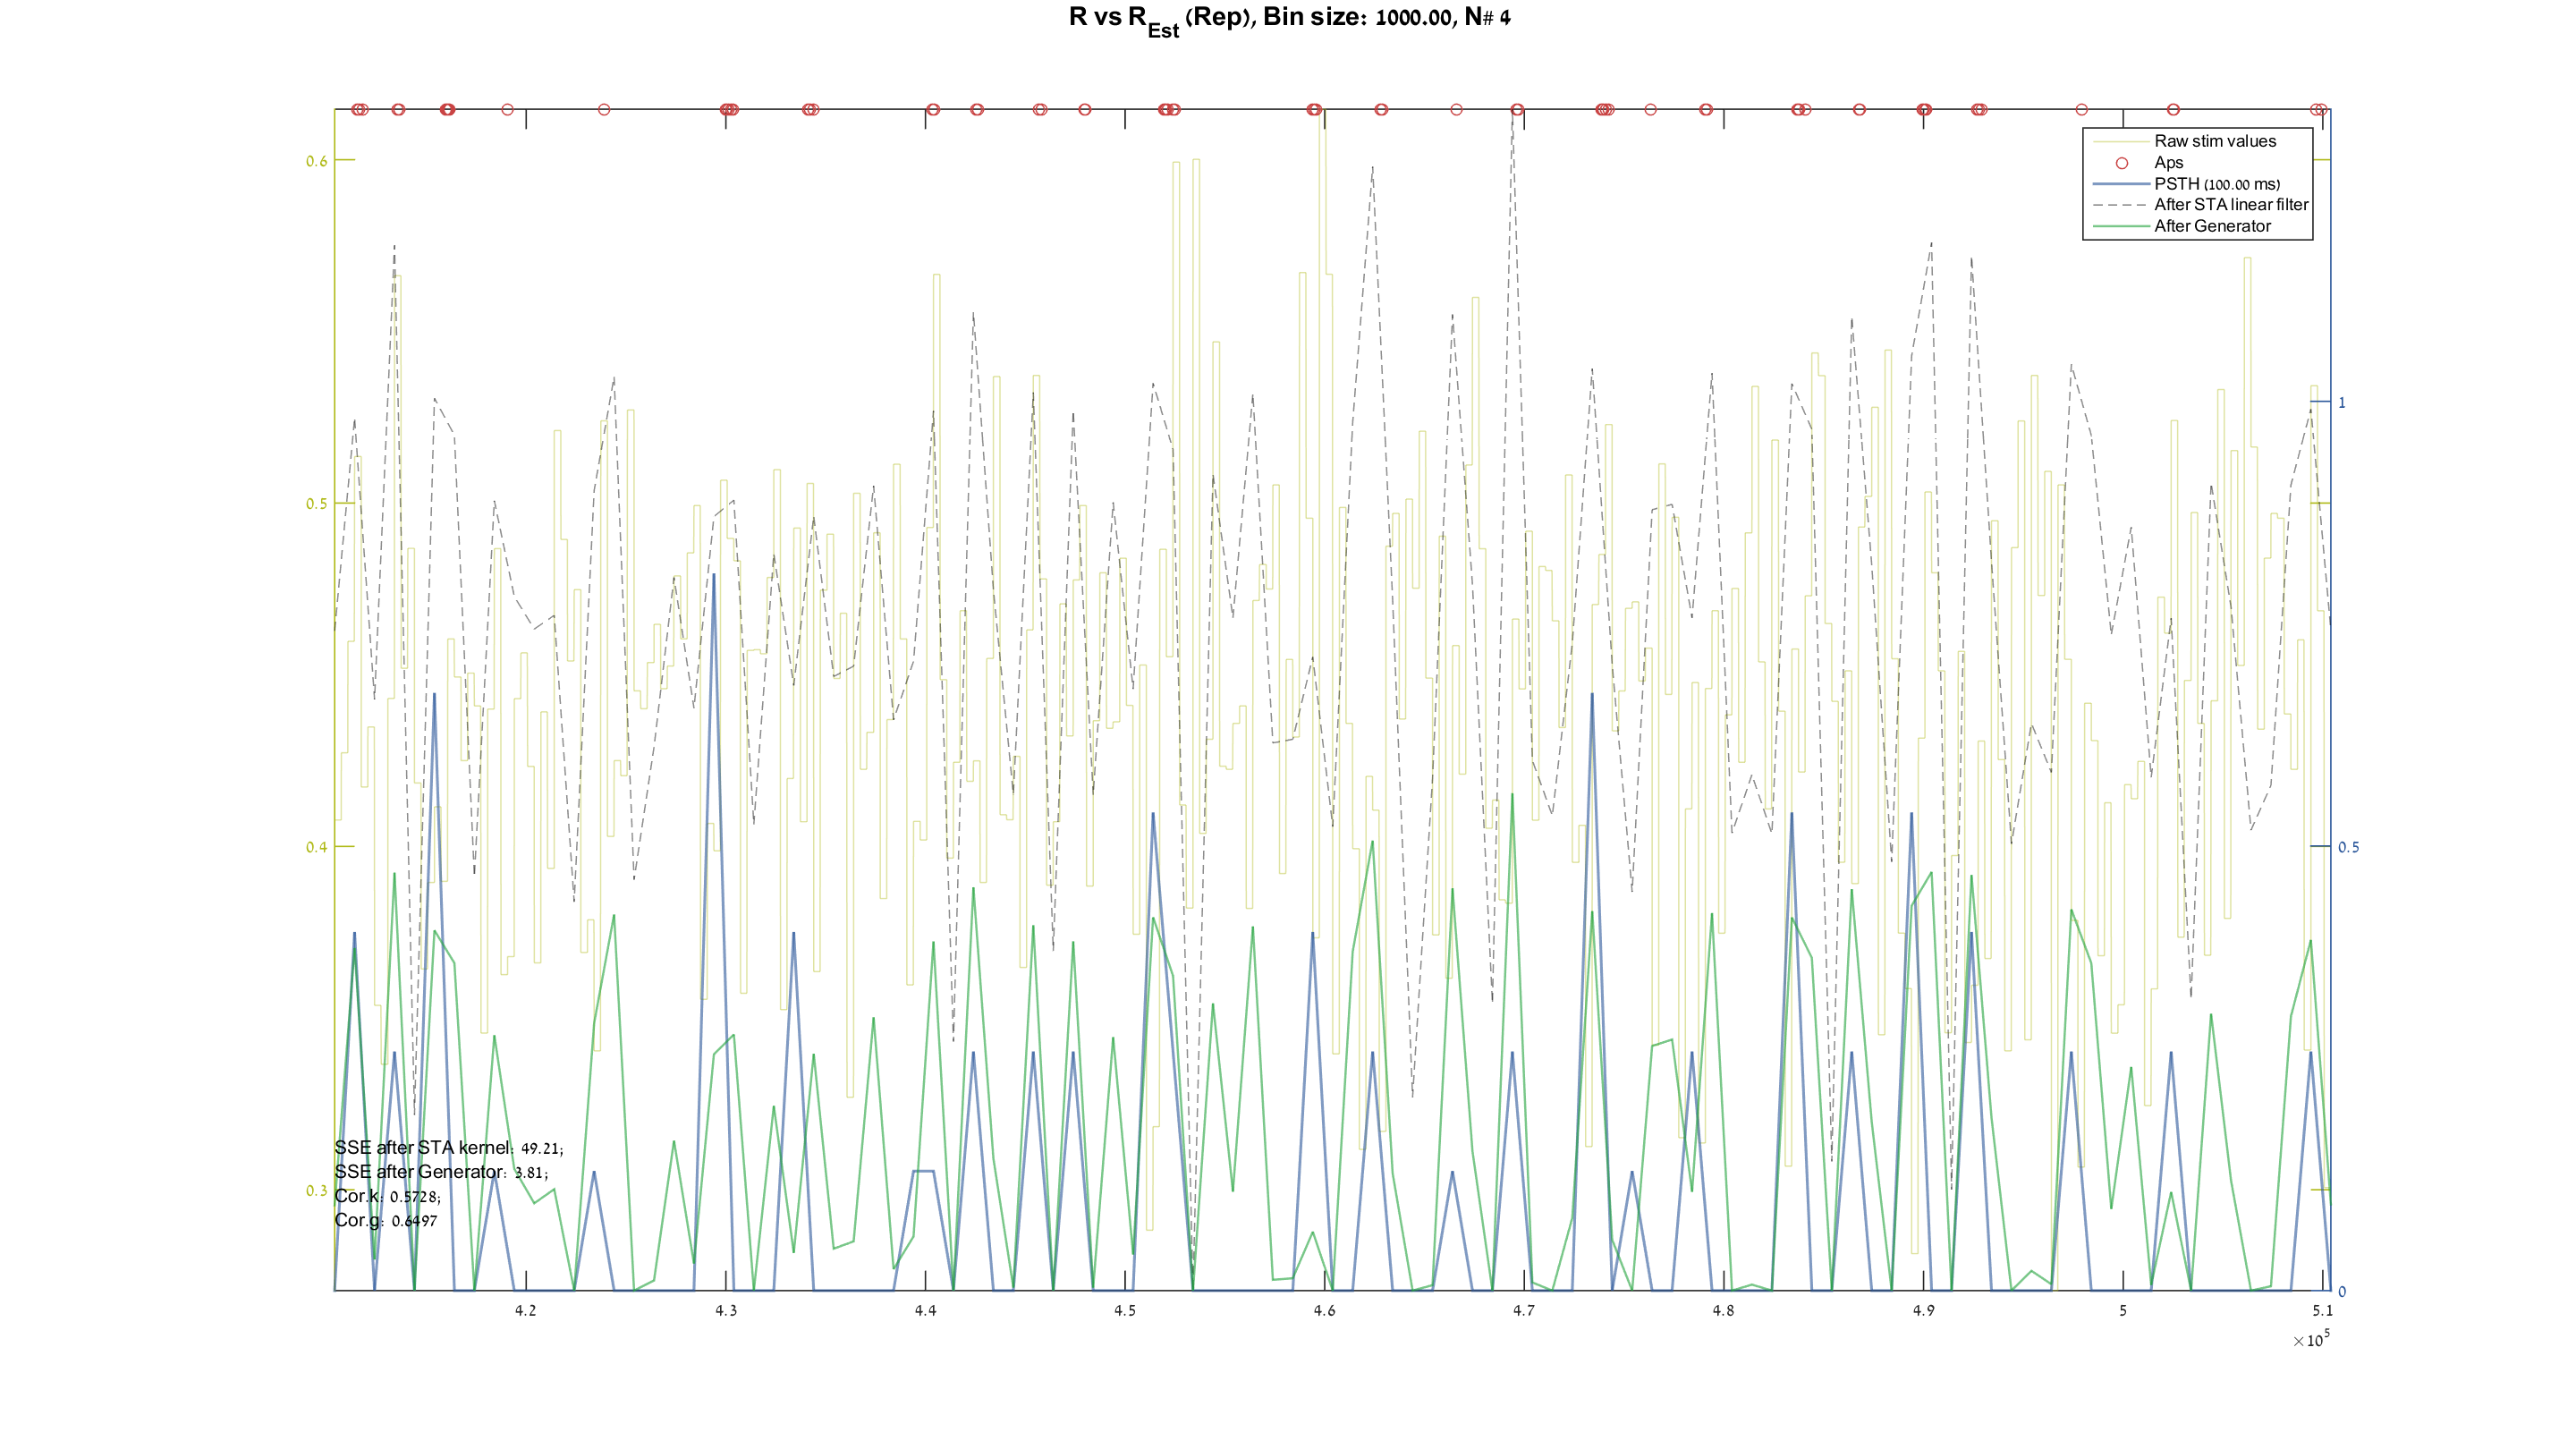 R vs REst (Rep), Bin size: 1000.00, N# 4
Raw stim values
Aps
PSTH (100.00 ms)
After STA linear filter
After Generator
0.6
0.5
0.4
0.3
1
0.5
0
SSE after STA kernel: 49.21;
SSE after Generator: 3.81;
Cor.k: 0.5728;
Cor.g: 0.6497
4.2 4.3 4.4 4.5 4.6 4.7 4.8 4.9 5 5.1
×10^5